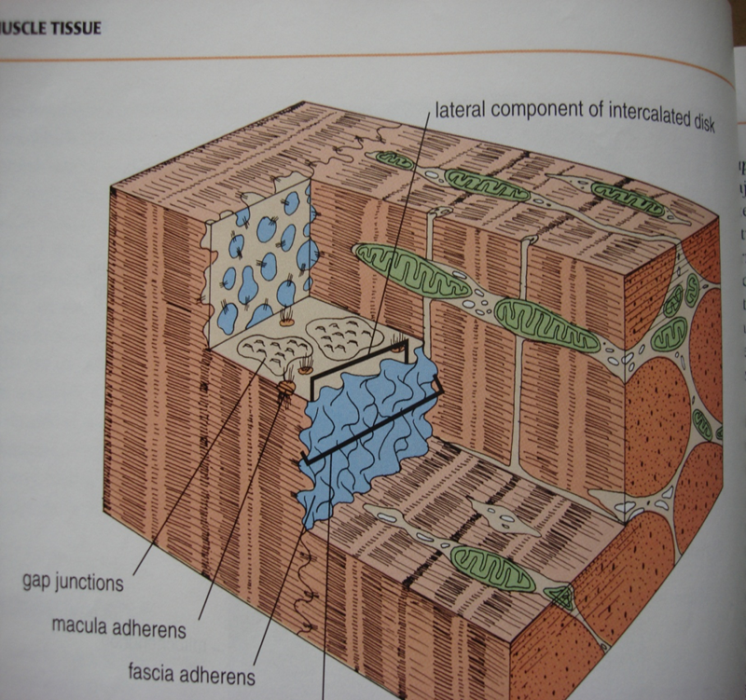 USCLE TISSUE
lateral component of intercalated disk
gap junctions
macula adherens
fascia adherens